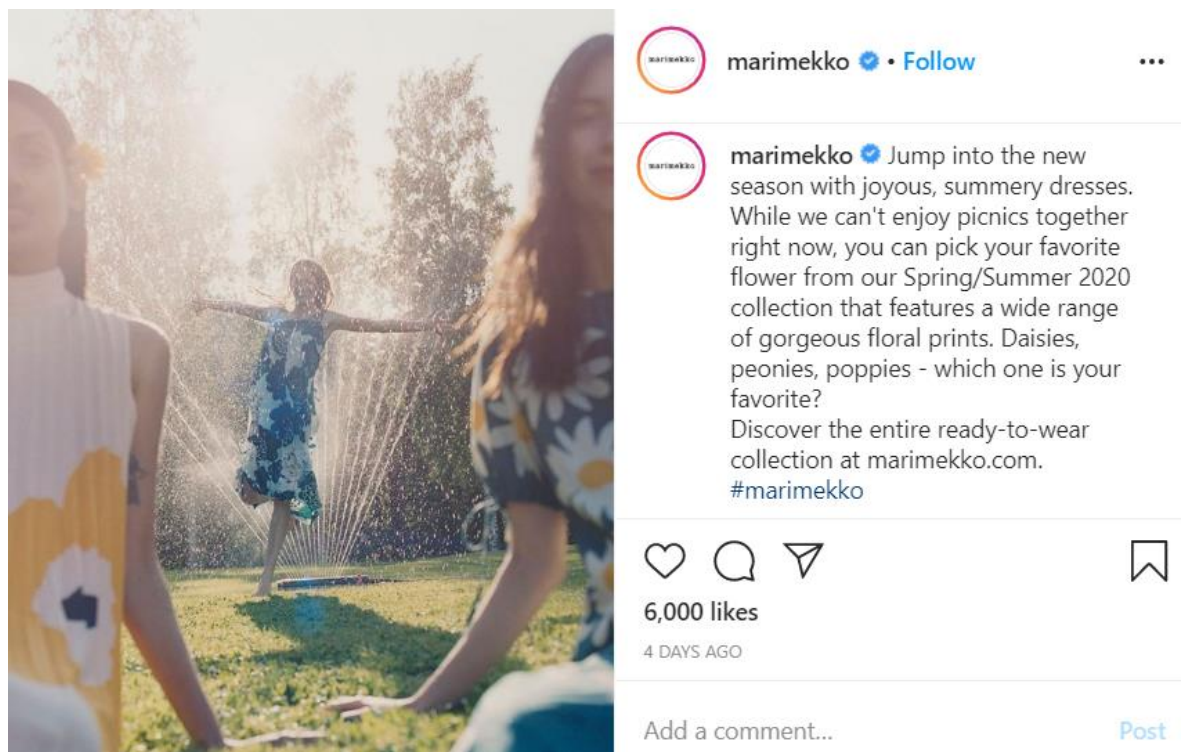 marimekko
marimekko • Follow
marimekko
marimekko Jump into the new
season with joyous, summery dresses.
While we can't enjoy picnics together
right now, you can pick your favorite
flower from our Spring/Summer 2020
collection that features a wide range
of gorgeous floral prints. Daisies,
peonies, poppies - which one is your
favorite?
Discover the entire ready-to-wear
collection at marimekko.com.
#marimekko
6,000 likes
4 DAYS AGO
Add a comment...
Post